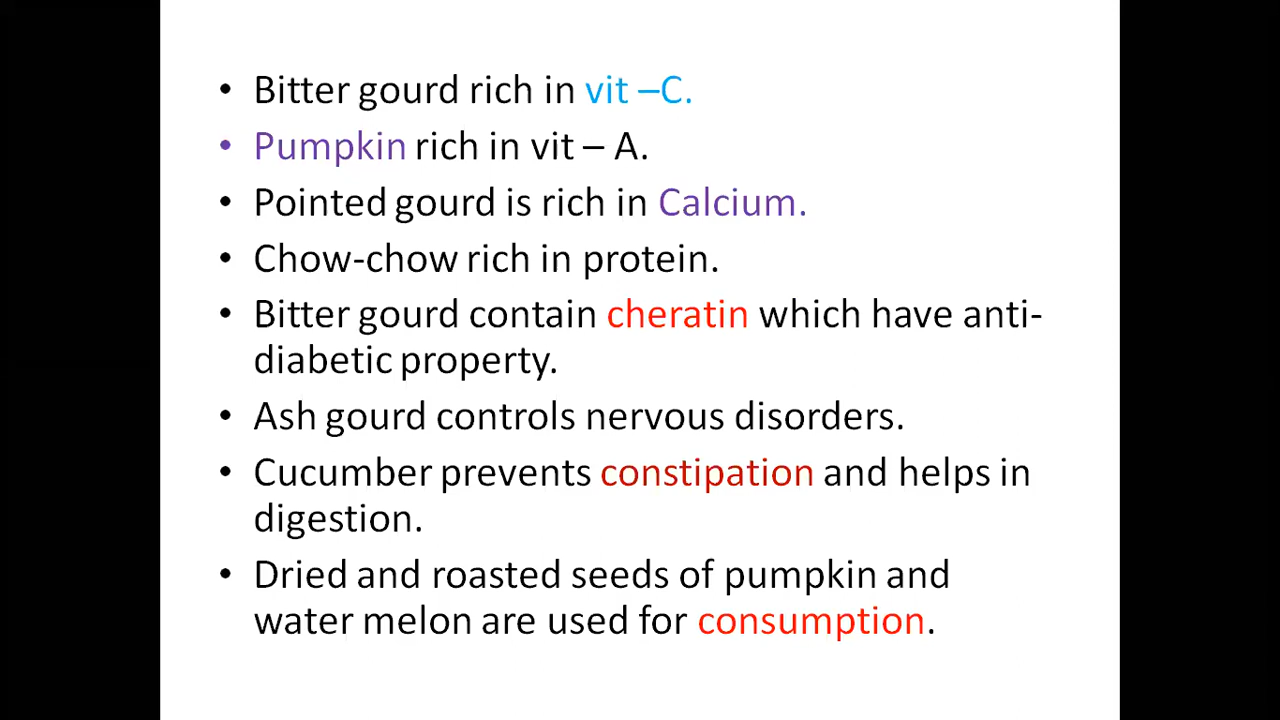 • Bitter gourd rich in vit –C.
• Pumpkin rich in vit – A.
• Pointed gourd is rich in Calcium.
• Chow-chow rich in protein.
• Bitter gourd contain cheratin which have anti-
diabetic property.
• Ash gourd controls nervous disorders.
• Cucumber prevents constipation and helps in
digestion.
• Dried and roasted seeds of pumpkin and
water melon are used for consumption.